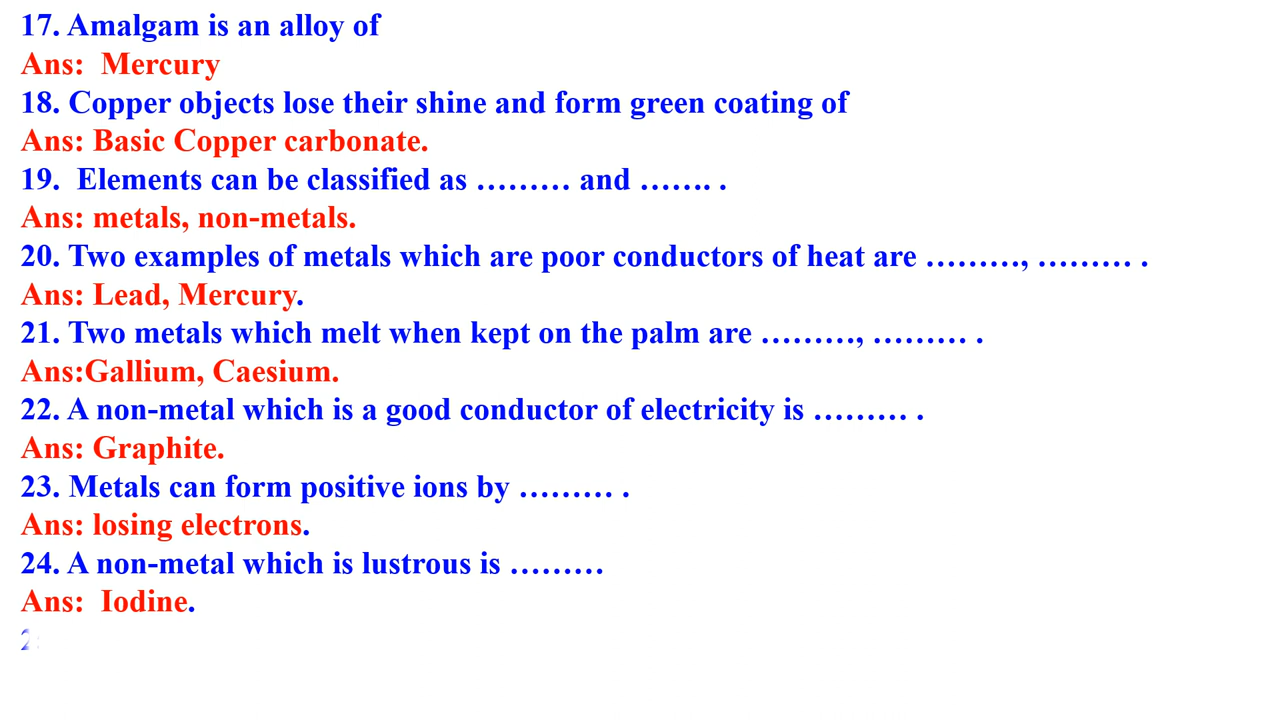 17. Amalgam is an alloy of
Ans:  Mercury
18. Copper objects lose their shine and form green coating of
Ans: Basic Copper carbonate.
19.  Elements can be classified as ……… and ……. .
Ans: metals, non-metals.
20. Two examples of metals which are poor conductors of heat are ………, ……… .
Ans: Lead, Mercury.
21. Two metals which melt when kept on the palm are ………, ……… .
Ans:Gallium, Caesium.
22. A non-metal which is a good conductor of electricity is ……… .
Ans: Graphite.
23. Metals can form positive ions by ……… .
Ans: losing electrons.
24. A non-metal which is lustrous is ………
Ans:  Iodine.